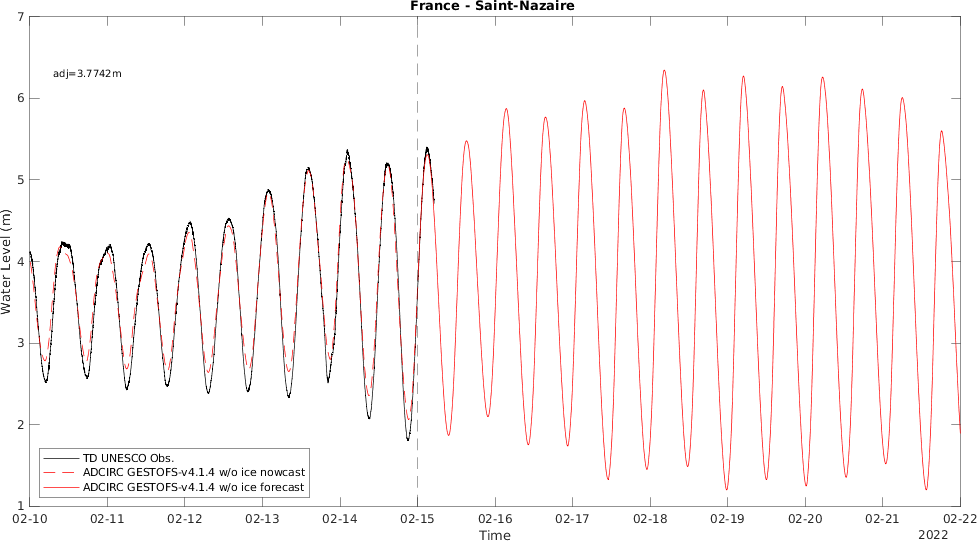 France - Saint-Nazaire
7
6
5
4
3
2
1
Water Level (m)
adj=3.7742m
TD UNESCO Obs.
ADCIRC GESTOFS-v4.1.4 w/o ice nowcast
ADCIRC GESTOFS-v4.1.4 w/o ice forecast
02-10 02-11 02-12 02-13 02-14 02-15 02-16 02-17 02-18 02-19 02-20 02-21 02-22
Time
2022